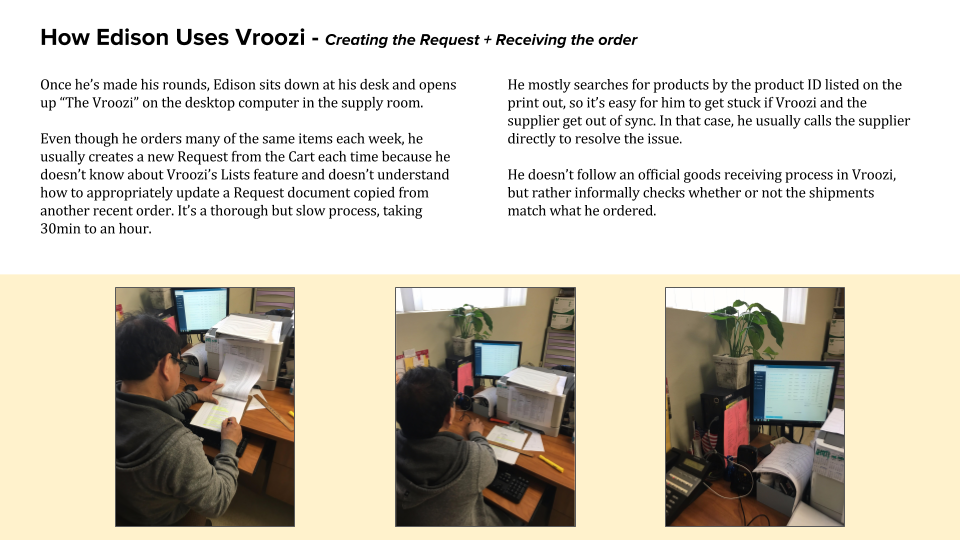 How Edison Uses Vroozi - Creating the Request + Receiving the order
Once he’s made his rounds, Edison sits down at his desk and opens
up “The Vroozi” on the desktop computer in the supply room.
Even though he orders many of the same items each week, he
usually creates a new Request from the Cart each time because he
doesn’t know about Vroozi’s Lists feature and doesn’t understand
how to appropriately update a Request document copied from
another recent order. It’s a thorough but slow process, taking
30min to an hour.
He mostly searches for products by the product ID listed on the
print out, so it’s easy for him to get stuck if Vroozi and the
supplier get out of sync. In that case, he usually calls the supplier
directly to resolve the issue.
He doesn’t follow an official goods receiving process in Vroozi,
but rather informally checks whether or not the shipments
match what he ordered.